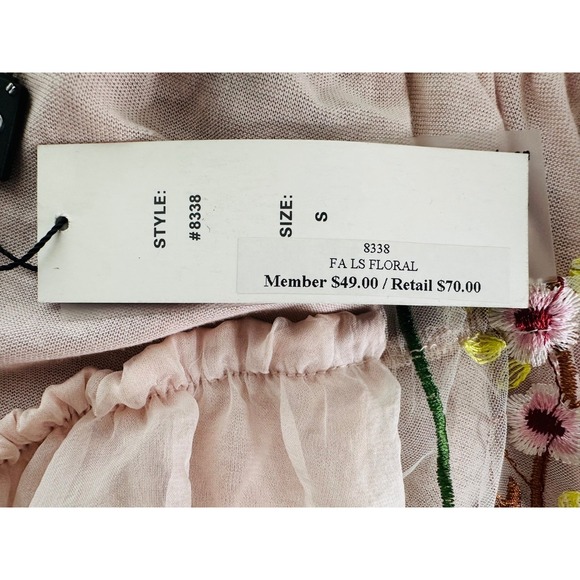 STYLE:
#8338
SIZE:
S
8338
FA LS FLORAL
Member $49.00 / Retail $70.00